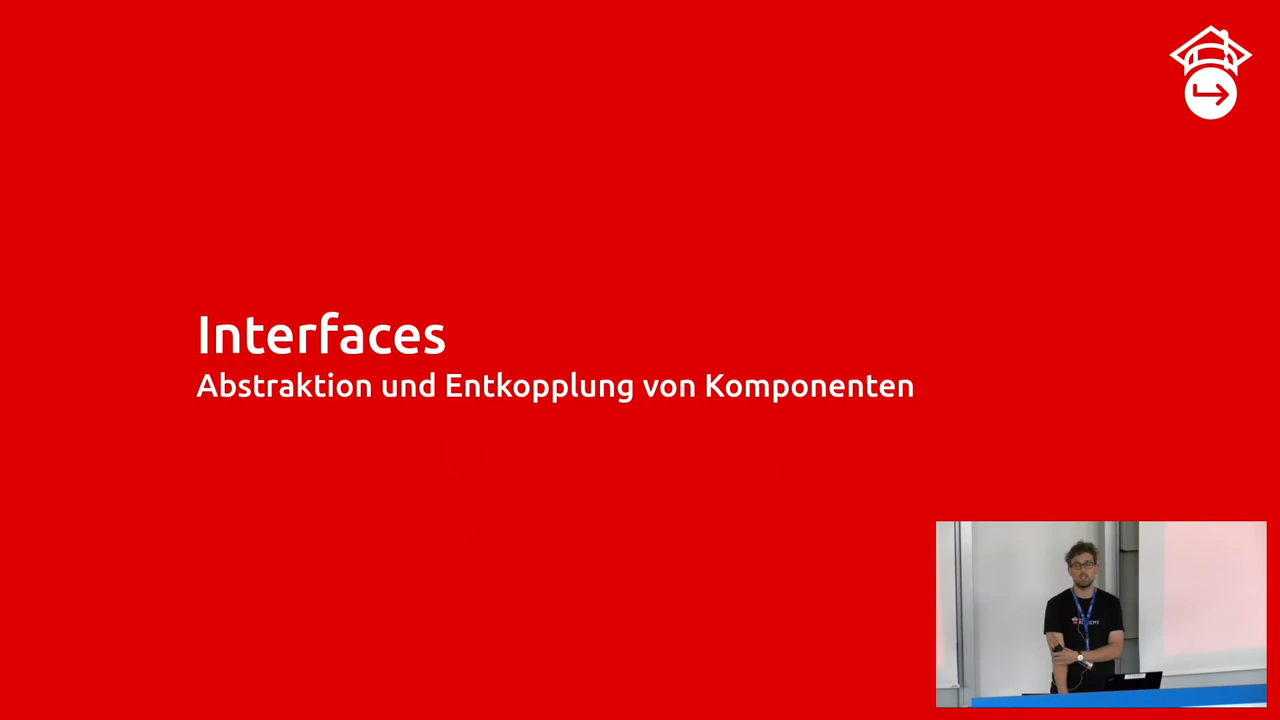 Interfaces
Abstraktion und Entkopplung von Komponenten